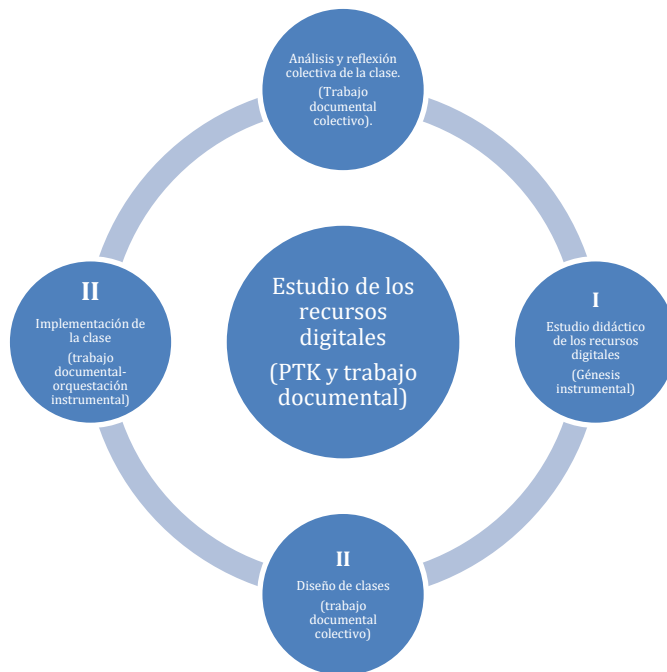 Análisis y reflexión
colectiva de la clase.
(Trabajo
documental
colectivo).
II
Implementación de
la clase
(trabajo
documental-
orquestación
instrumental)
Estudio de los
recursos
digitales
(PTK y trabajo
documental)
I
Estudio didáctico
de los recursos
digitales
(Génesis
instrumental)
II
Diseño de clases
(trabajo
documental
colectivo)